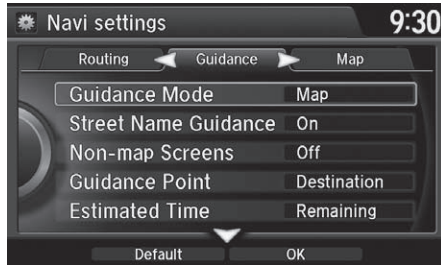 Navi settings 9:30
Routing Guidance Map
Guidance Mode Map
Street Name Guidance On
Non-map Screens Off
Guidance Point Destination
Estimated Time Remaining
Default OK